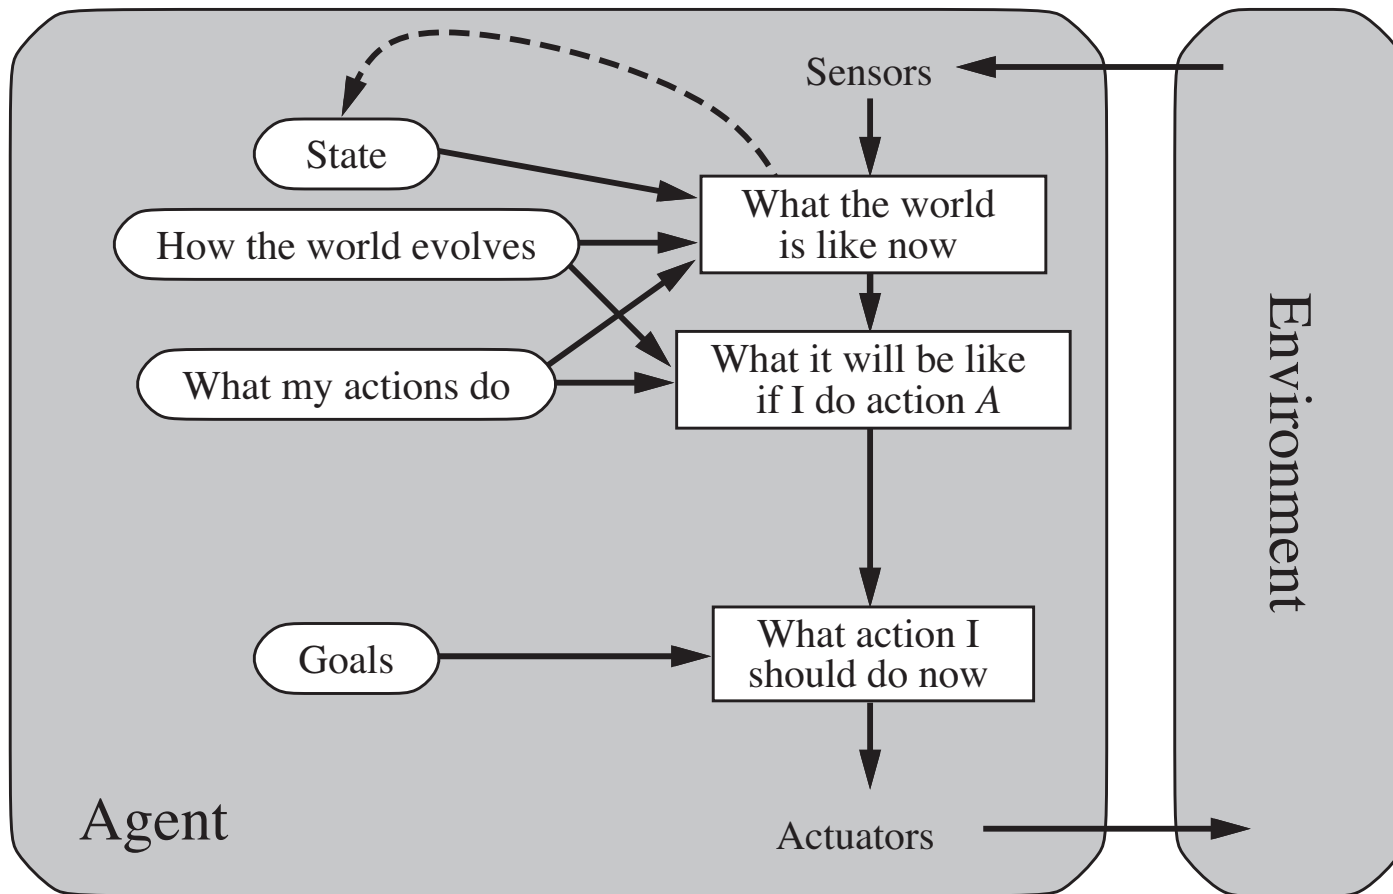 Sensors
State
What the world
is like now
How the world evolves
What it will be like
if I do action A
What my actions do
Environment
What action I
should do now
Goals
Agent
Actuators